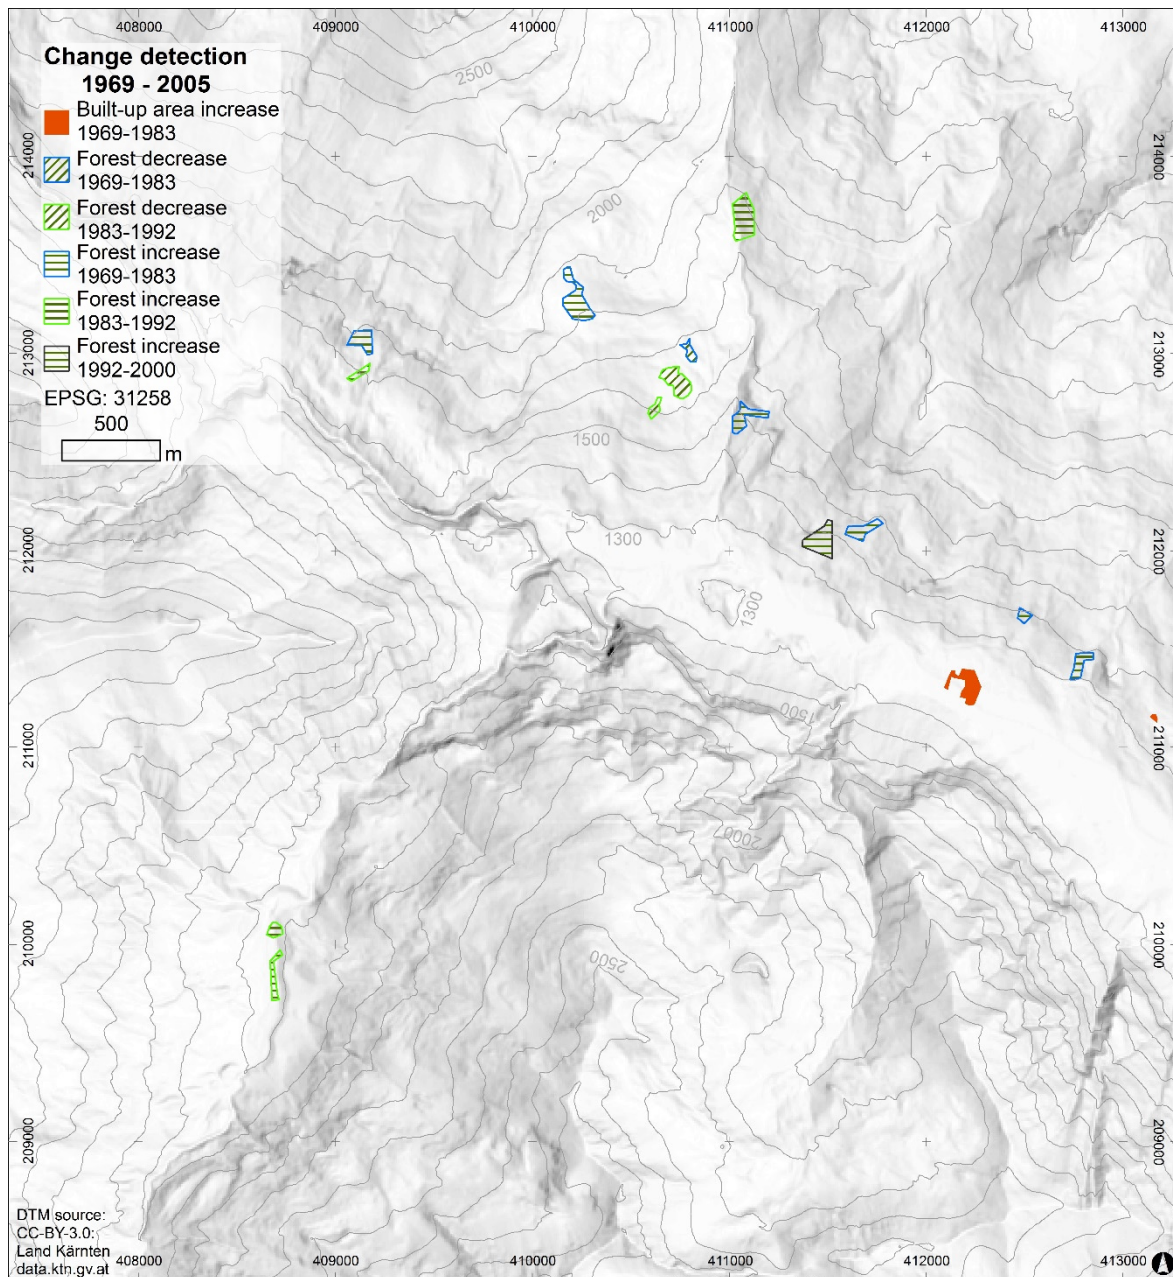 408000
409000
410000
411000
412000
413000
Change detection
1969 - 2005
Built-up area increase
1969-1983
Forest decrease
1969-1983
Forest decrease
1983-1992
Forest increase
1969-1983
Forest increase
1983-1992
Forest increase
1992-2000
EPSG: 31258
500
m
2500
2000
1500
1300
1300
1500
2000
2500
214000
213000
212000
211000
210000
209000
214000
213000
212000
211000
210000
209000
DTM source:
CC-BY-3.0:
Land Kärnten
data.ktn.gv.at
408000
409000
410000
411000
412000
413000